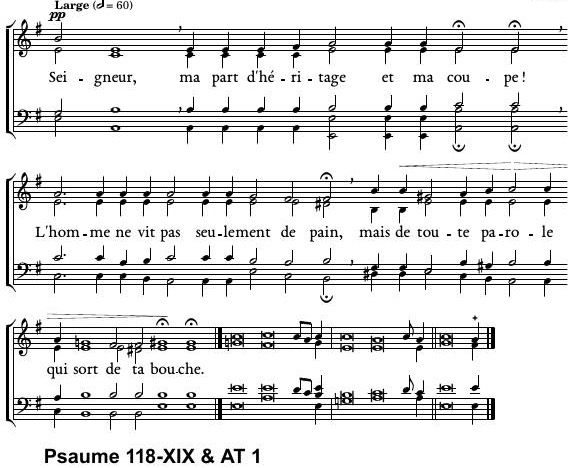 Large (𝅗𝅥 = 60)
pp
Sei - gneur, ma part d'hé - ri - tage et ma cou - pe !
L'hom - me ne vit pas seu - lement de pain, mais de tou - te pa - ro - le
qui sort de ta bou.che.
Psaume 118-XIX & AT 1